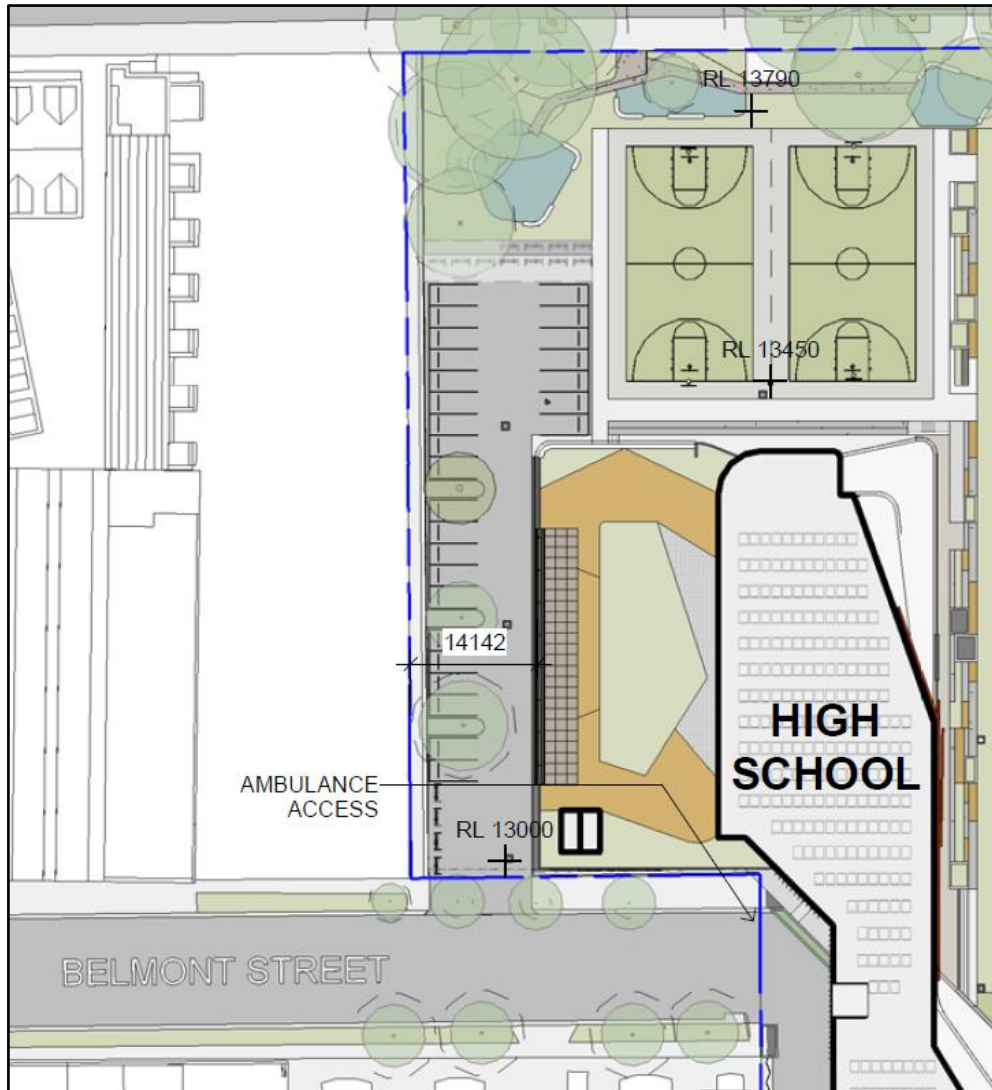 RL 13790
RL 13450
14142
HIGH
SCHOOL
AMBULANCE
ACCESS
RL 13000
BELMONT STREET